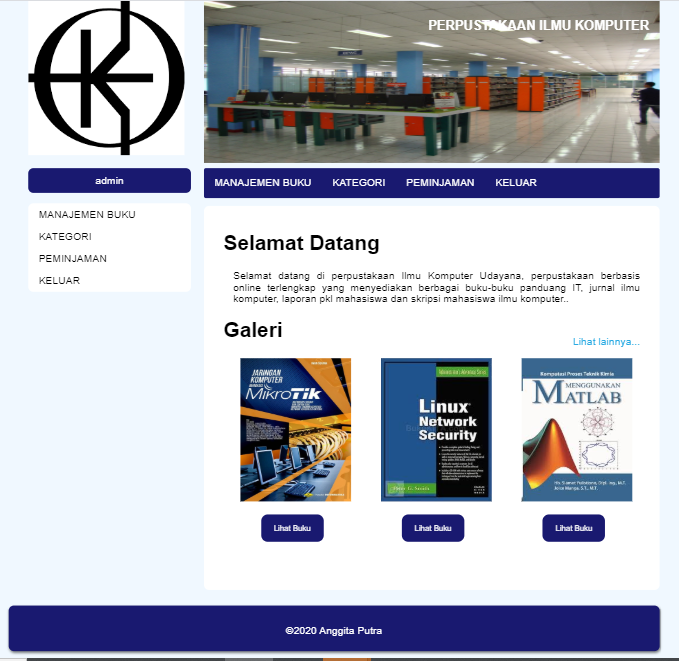 PERPUSTAKAAN ILMU KOMPUTER
admin
MANAJEMEN BUKU KATEGORI PEMINJAMAN KELUAR
MANAJEMEN BUKU
KATEGORI
PEMINJAMAN
KELUAR
Selamat Datang
Selamat datang di perpustakaan Ilmu Komputer Udayana, perpustakaan berbasis
online terlengkap yang menyediakan berbagai buku-buku panduang IT, jurnal ilmu
komputer, laporan pkl mahasiswa dan skripsi mahasiswa ilmu komputer..
Galeri
Lihat lainnya...
JARINGAN
KOMPUTER
MikroTik
Linux
Network
Security
Komputasi Proses Teknik Kimia
MENGGUNAKAN
MATLAB
Lihat Buku
Lihat Buku
Lihat Buku
©2020 Anggita Putra